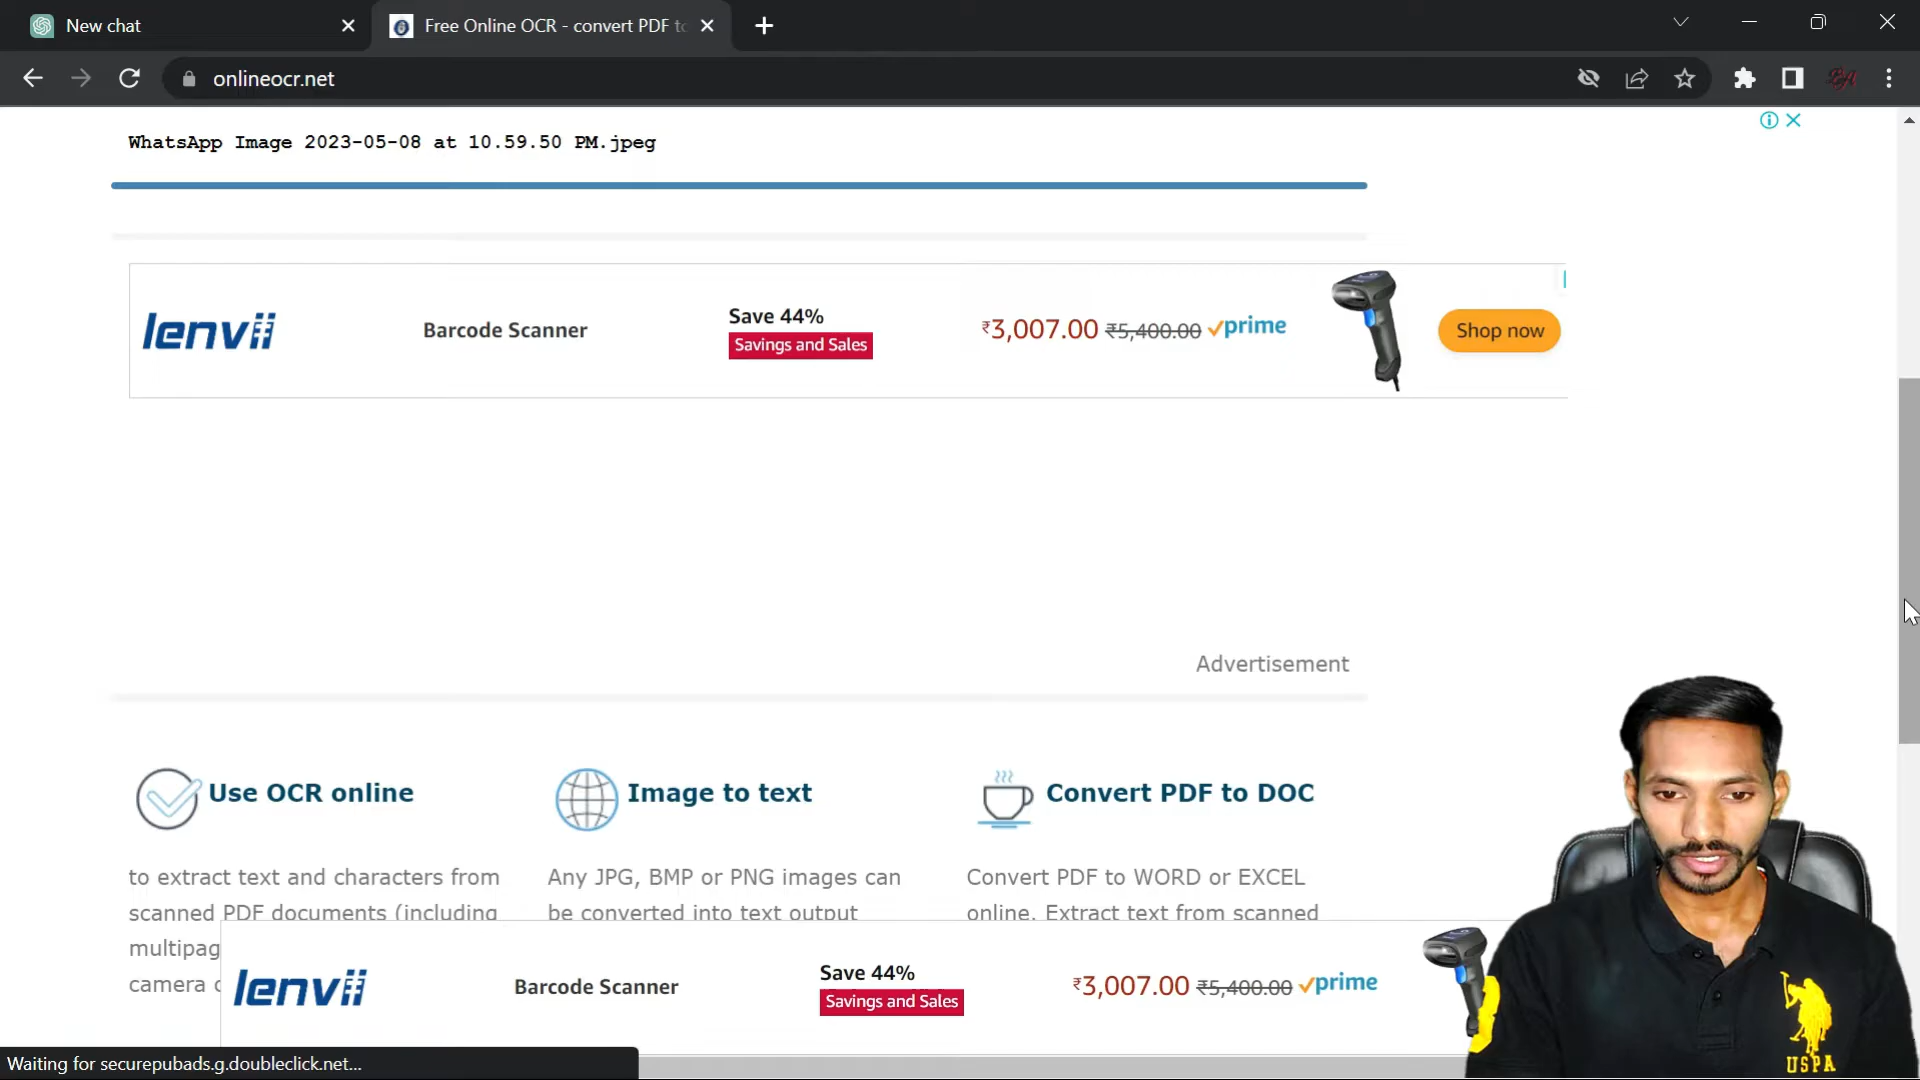 New chat
Free Online OCR - convert PDF to
onlineocr.net
WhatsApp Image 2023-05-08 at 10.59.50 PM.jpeg
lenvii
Barcode Scanner
Save 44%
Savings and Sales
₹3,007.00 ₹5,400.00 prime
Shop now
Advertisement
Use OCR online
Image to text
Convert PDF to DOC
to extract text and characters from
scanned PDF documents (including
multipag
camera c
Any JPG, BMP or PNG images can
be converted into text output
Convert PDF to WORD or EXCEL
online. Extract text from scanned
lenvii
Barcode Scanner
Save 44%
Savings and Sales
₹3,007.00 ₹5,400.00 prime
Waiting for securepubads.g.doubleclick.net...
USPA